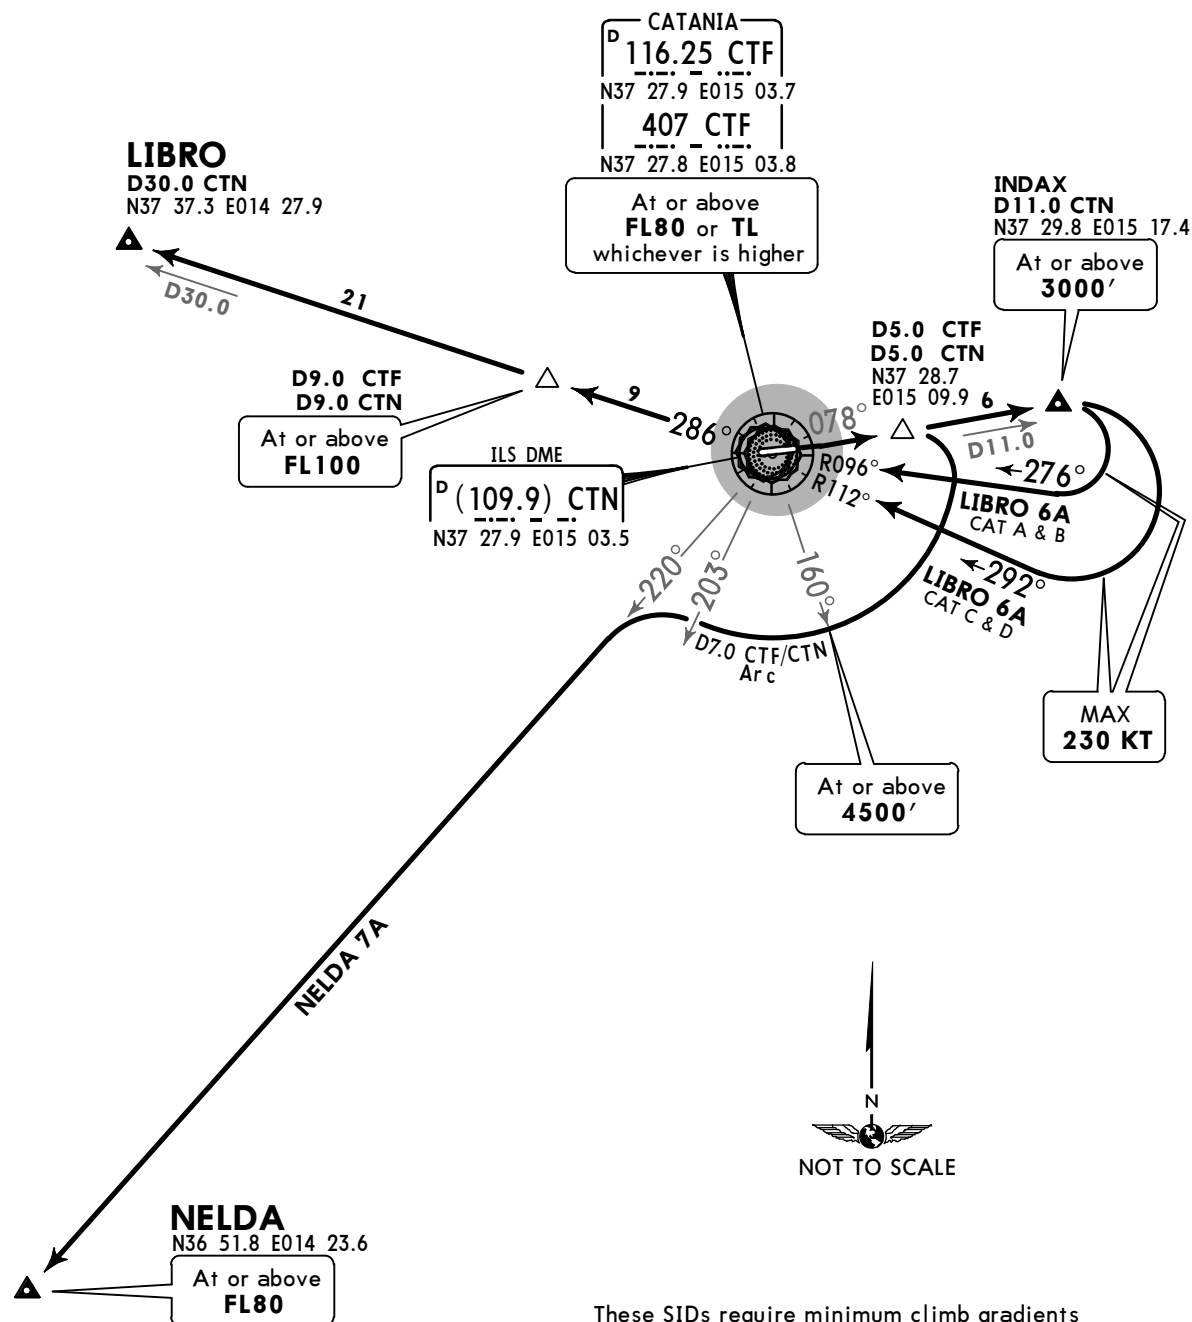 CATANIA
D 116.25 CTF
N37 27.9 E015 03.7
407 CTF
N37 27.8 E015 03.8
At or above
FL80 or TL
whichever is higher
LIBRO
D30.0 CTN
N37 37.3 E014 27.9
D30.0
21
INDAX
D11.0 CTN
N37 29.8 E015 17.4
At or above
3000'
D5.0 CTF
D5.0 CTN
N37 28.7
E015 09.9
D9.0 CTF
D9.0 CTN
At or above
FL100
9
286°
078°
6
D11.0
ILS DME
D (109.9) CTN
N37 27.9 E015 03.5
R096°
R112°
276°
LIBRO 6A
CAT A & B
292°
LIBRO 6A
CAT C & D
220°
203°
160°
D7.0 CTF/CTN
Arc
MAX
230 KT
At or above
4500'
NELDA 7A
N
NOT TO SCALE
NELDA
N36 51.8 E014 23.6
At or above
FL80
These SIDs require minimum climb gradients